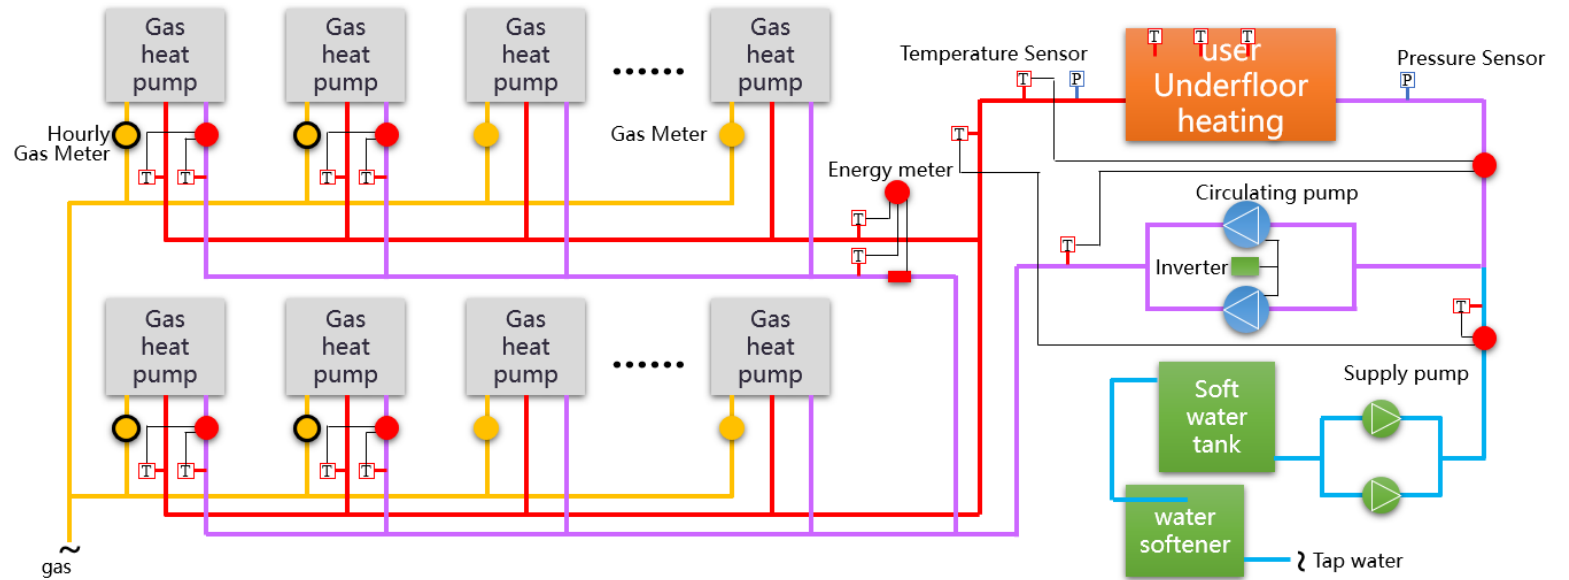 Gas
heat
pump
Gas
heat
pump
Gas
heat
pump
......
Gas
heat
pump
Temperature Sensor
T
P
T
T
T
user
Underfloor
heating
Pressure Sensor
P
Hourly
Gas Meter
Gas Meter
T
T
T
T
T
Energy meter
T
T
Circulating pump
T
Inverter
T
Gas
heat
pump
Gas
heat
pump
Gas
heat
pump
......
Gas
heat
pump
Supply pump
Soft
water
tank
T
T
T
T
water
softener
~ gas
~ Tap water